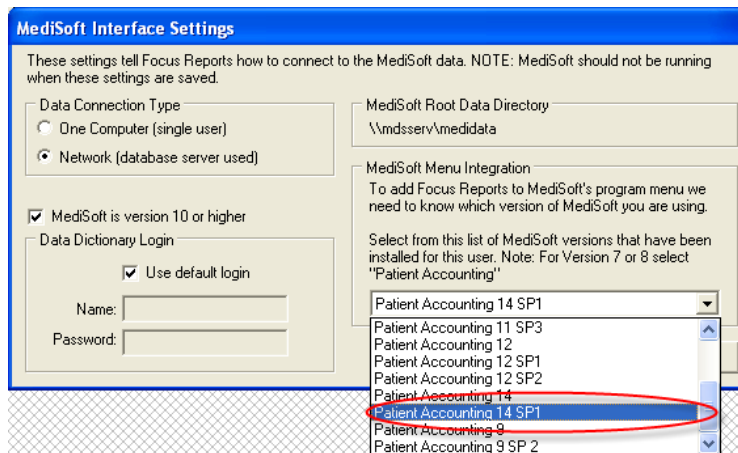 MediSoft Interface Settings
These settings tell Focus Reports how to connect to the MediSoft data. NOTE: MediSoft should not be running
when these settings are saved.
Data Connection Type
One Computer (single user)
Network (database server used)
MediSoft is version 10 or higher
Data Dictionary Login
Use default login
Name:
Password:
MediSoft Root Data Directory
\\mdsserv\medidata
MediSoft Menu Integration
To add Focus Reports to MediSoft's program menu we
need to know which version of MediSoft you are using.
Select from this list of MediSoft versions that have been
installed for this user. Note: For Version 7 or 8 select
"Patient Accounting"
Patient Accounting 14 SP1
Patient Accounting 11 SP3
Patient Accounting 12
Patient Accounting 12 SP1
Patient Accounting 12 SP2
Patient Accounting 14
Patient Accounting 14 SP1
Patient Accounting 9
Patient Accounting 9 SP 2